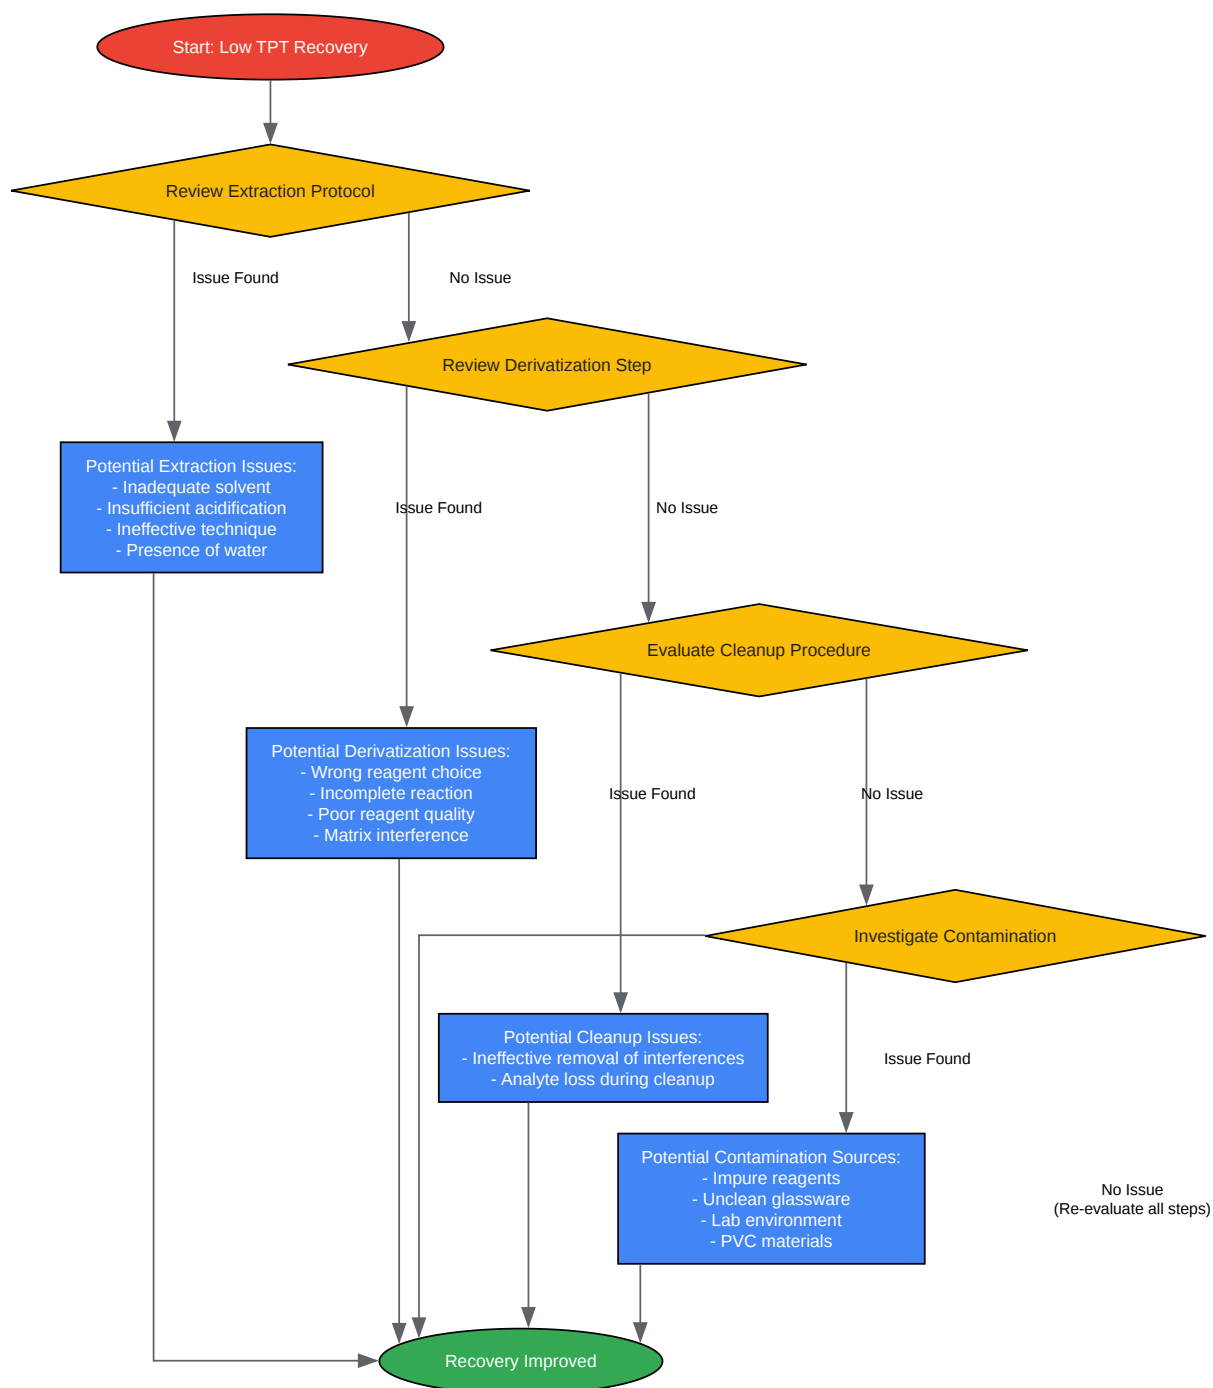 Start: Low TPT Recovery
Review Extraction Protocol
Issue Found
No Issue
Review Derivatization Step
Potential Extraction Issues:
- Inadequate solvent
- Insufficient acidification
- Ineffective technique
- Presence of water
Issue Found
No Issue
Evaluate Cleanup Procedure
Potential Derivatization Issues:
- Wrong reagent choice
- Incomplete reaction
- Poor reagent quality
- Matrix interference
Issue Found
No Issue
Investigate Contamination
Potential Cleanup Issues:
- Ineffective removal of interferences
- Analyte loss during cleanup
Issue Found
Potential Contamination Sources:
- Impure reagents
- Unclean glassware
- Lab environment
- PVC materials
No Issue
(Re-evaluate all steps)
Recovery Improved